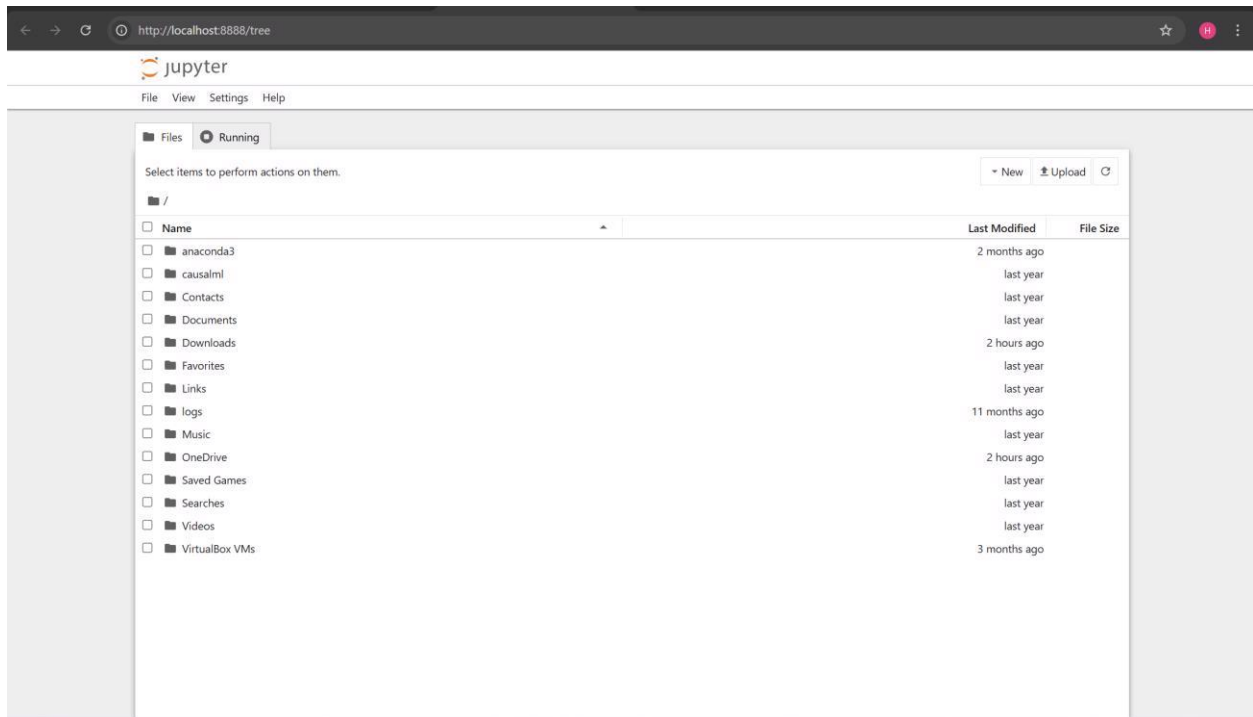 http://localhost:8888/tree
H
jupyter
File View Settings Help
Files Running
Select items to perform actions on them.
New Upload
/
Name Last Modified File Size
anaconda3 2 months ago
causalml last year
Contacts last year
Documents last year
Downloads 2 hours ago
Favorites last year
Links last year
logs 11 months ago
Music last year
OneDrive 2 hours ago
Saved Games last year
Searches last year
Videos last year
VirtualBox VMs 3 months ago